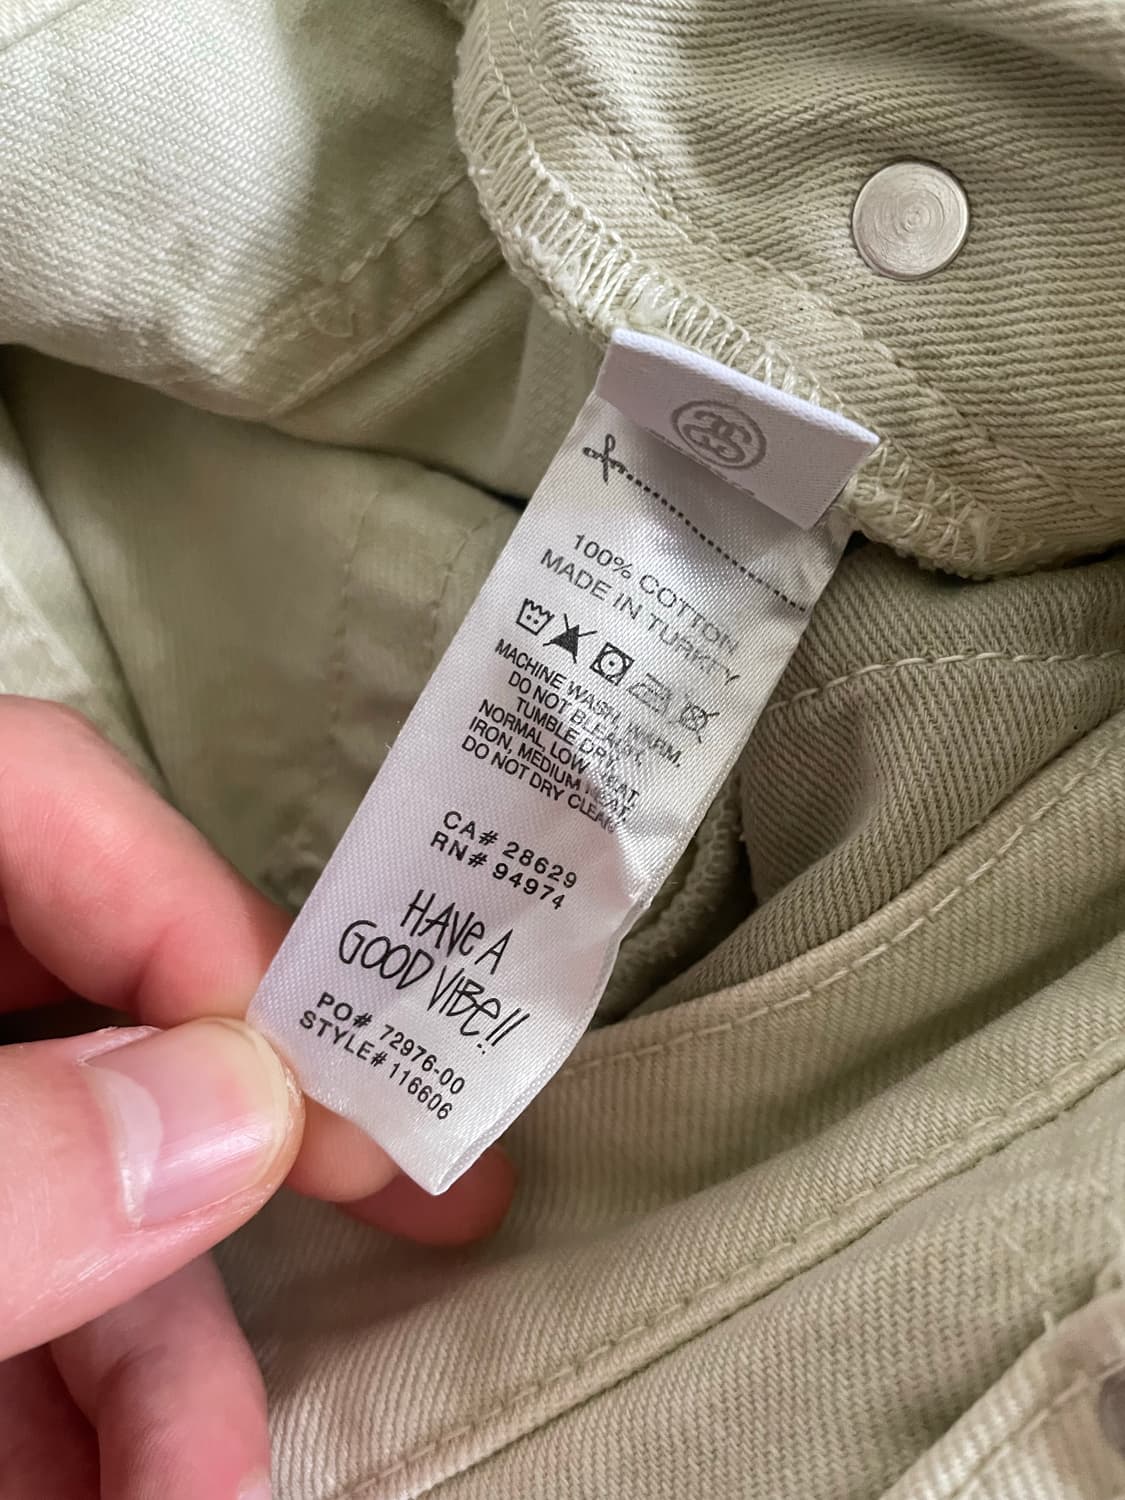 100% COTTON
MADE IN TURKEY
MACHINE WASH, WARM,
DO NOT BLEACH,
TUMBLE DRY,
NORMAL, LOW HEAT,
IRON, MEDIUM HEAT,
DO NOT DRY CLEAN
CA# 28629
RN# 94974
HAVE A
GOOD VIBE!!
PO# 72976-00
STYLE# 116606